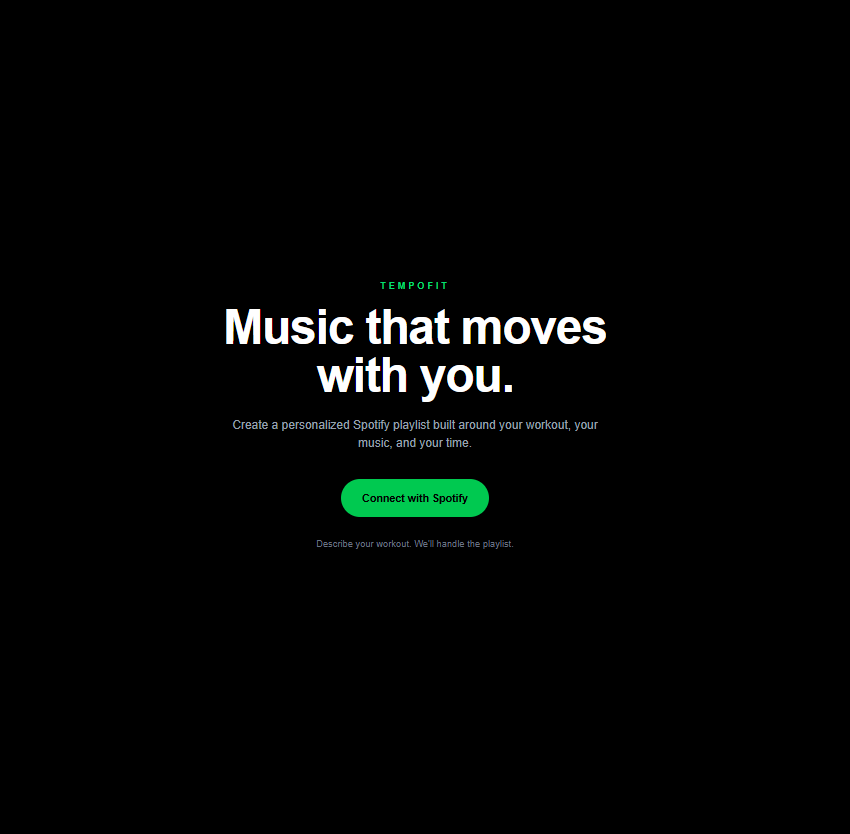 TEMPOFIT
Music that moves
with you.
Create a personalized Spotify playlist built around your workout, your
music, and your time.
Connect with Spotify
Describe your workout. We'll handle the playlist.